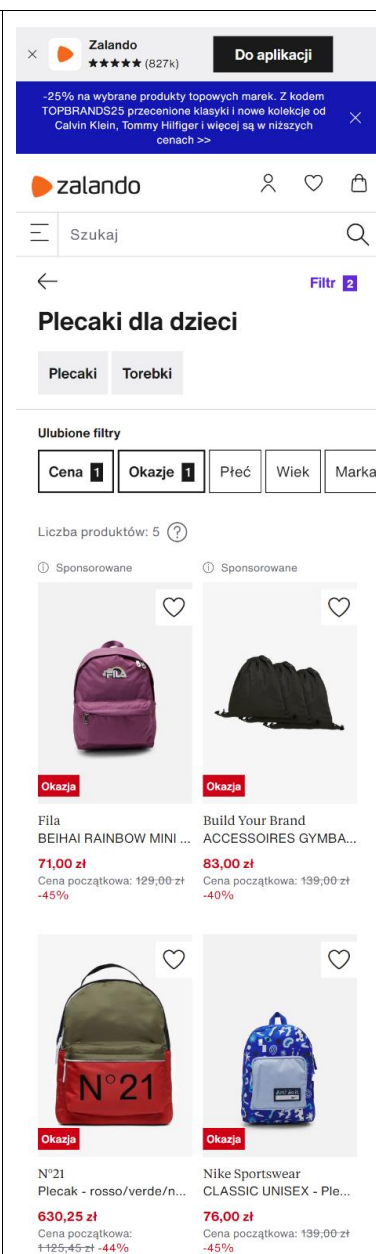 Zalando
★★★★★ (827k)
Do aplikacji
-25% na wybrane produkty topowych marek. Z kodem
TOPBRANDS25 przecenione klasyki i nowe kolekcje od
Calvin Klein, Tommy Hilfiger i więcej są w niższych
cenach >>
zalando
Szukaj
Filtr 2
Plecaki dla dzieci
Plecaki Torebki
Ulubione filtry
Cena 1 Okazje 1 Płeć Wiek Marka
Liczba produktów: 5 ?
Sponsorowane Sponsorowane
FILA
Okazja Okazja
Fila Build Your Brand
BEIHAI RAINBOW MINI ... ACCESSOIRES GYMBA...
71,00 zł 83,00 zł
Cena początkowa: 129,00 zł Cena początkowa: 139,00 zł
-45% -40%
N°21
Okazja Okazja
N°21 Nike Sportswear
Plecak - rosso/verde/n... CLASSIC UNISEX - Ple...
630,25 zł 76,00 zł
Cena początkowa: Cena początkowa: 139,00 zł
1 125,45 zł -44% -45%